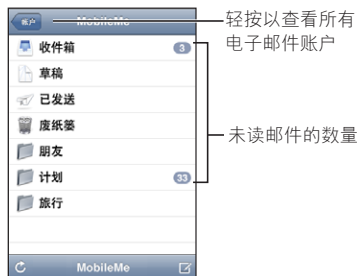 帐户 MobileMe
轻按以查看所有
电子邮件账户
收件箱 3
草稿
已发送
废纸篓
未读邮件的数量
朋友
计划 33
旅行
MobileMe